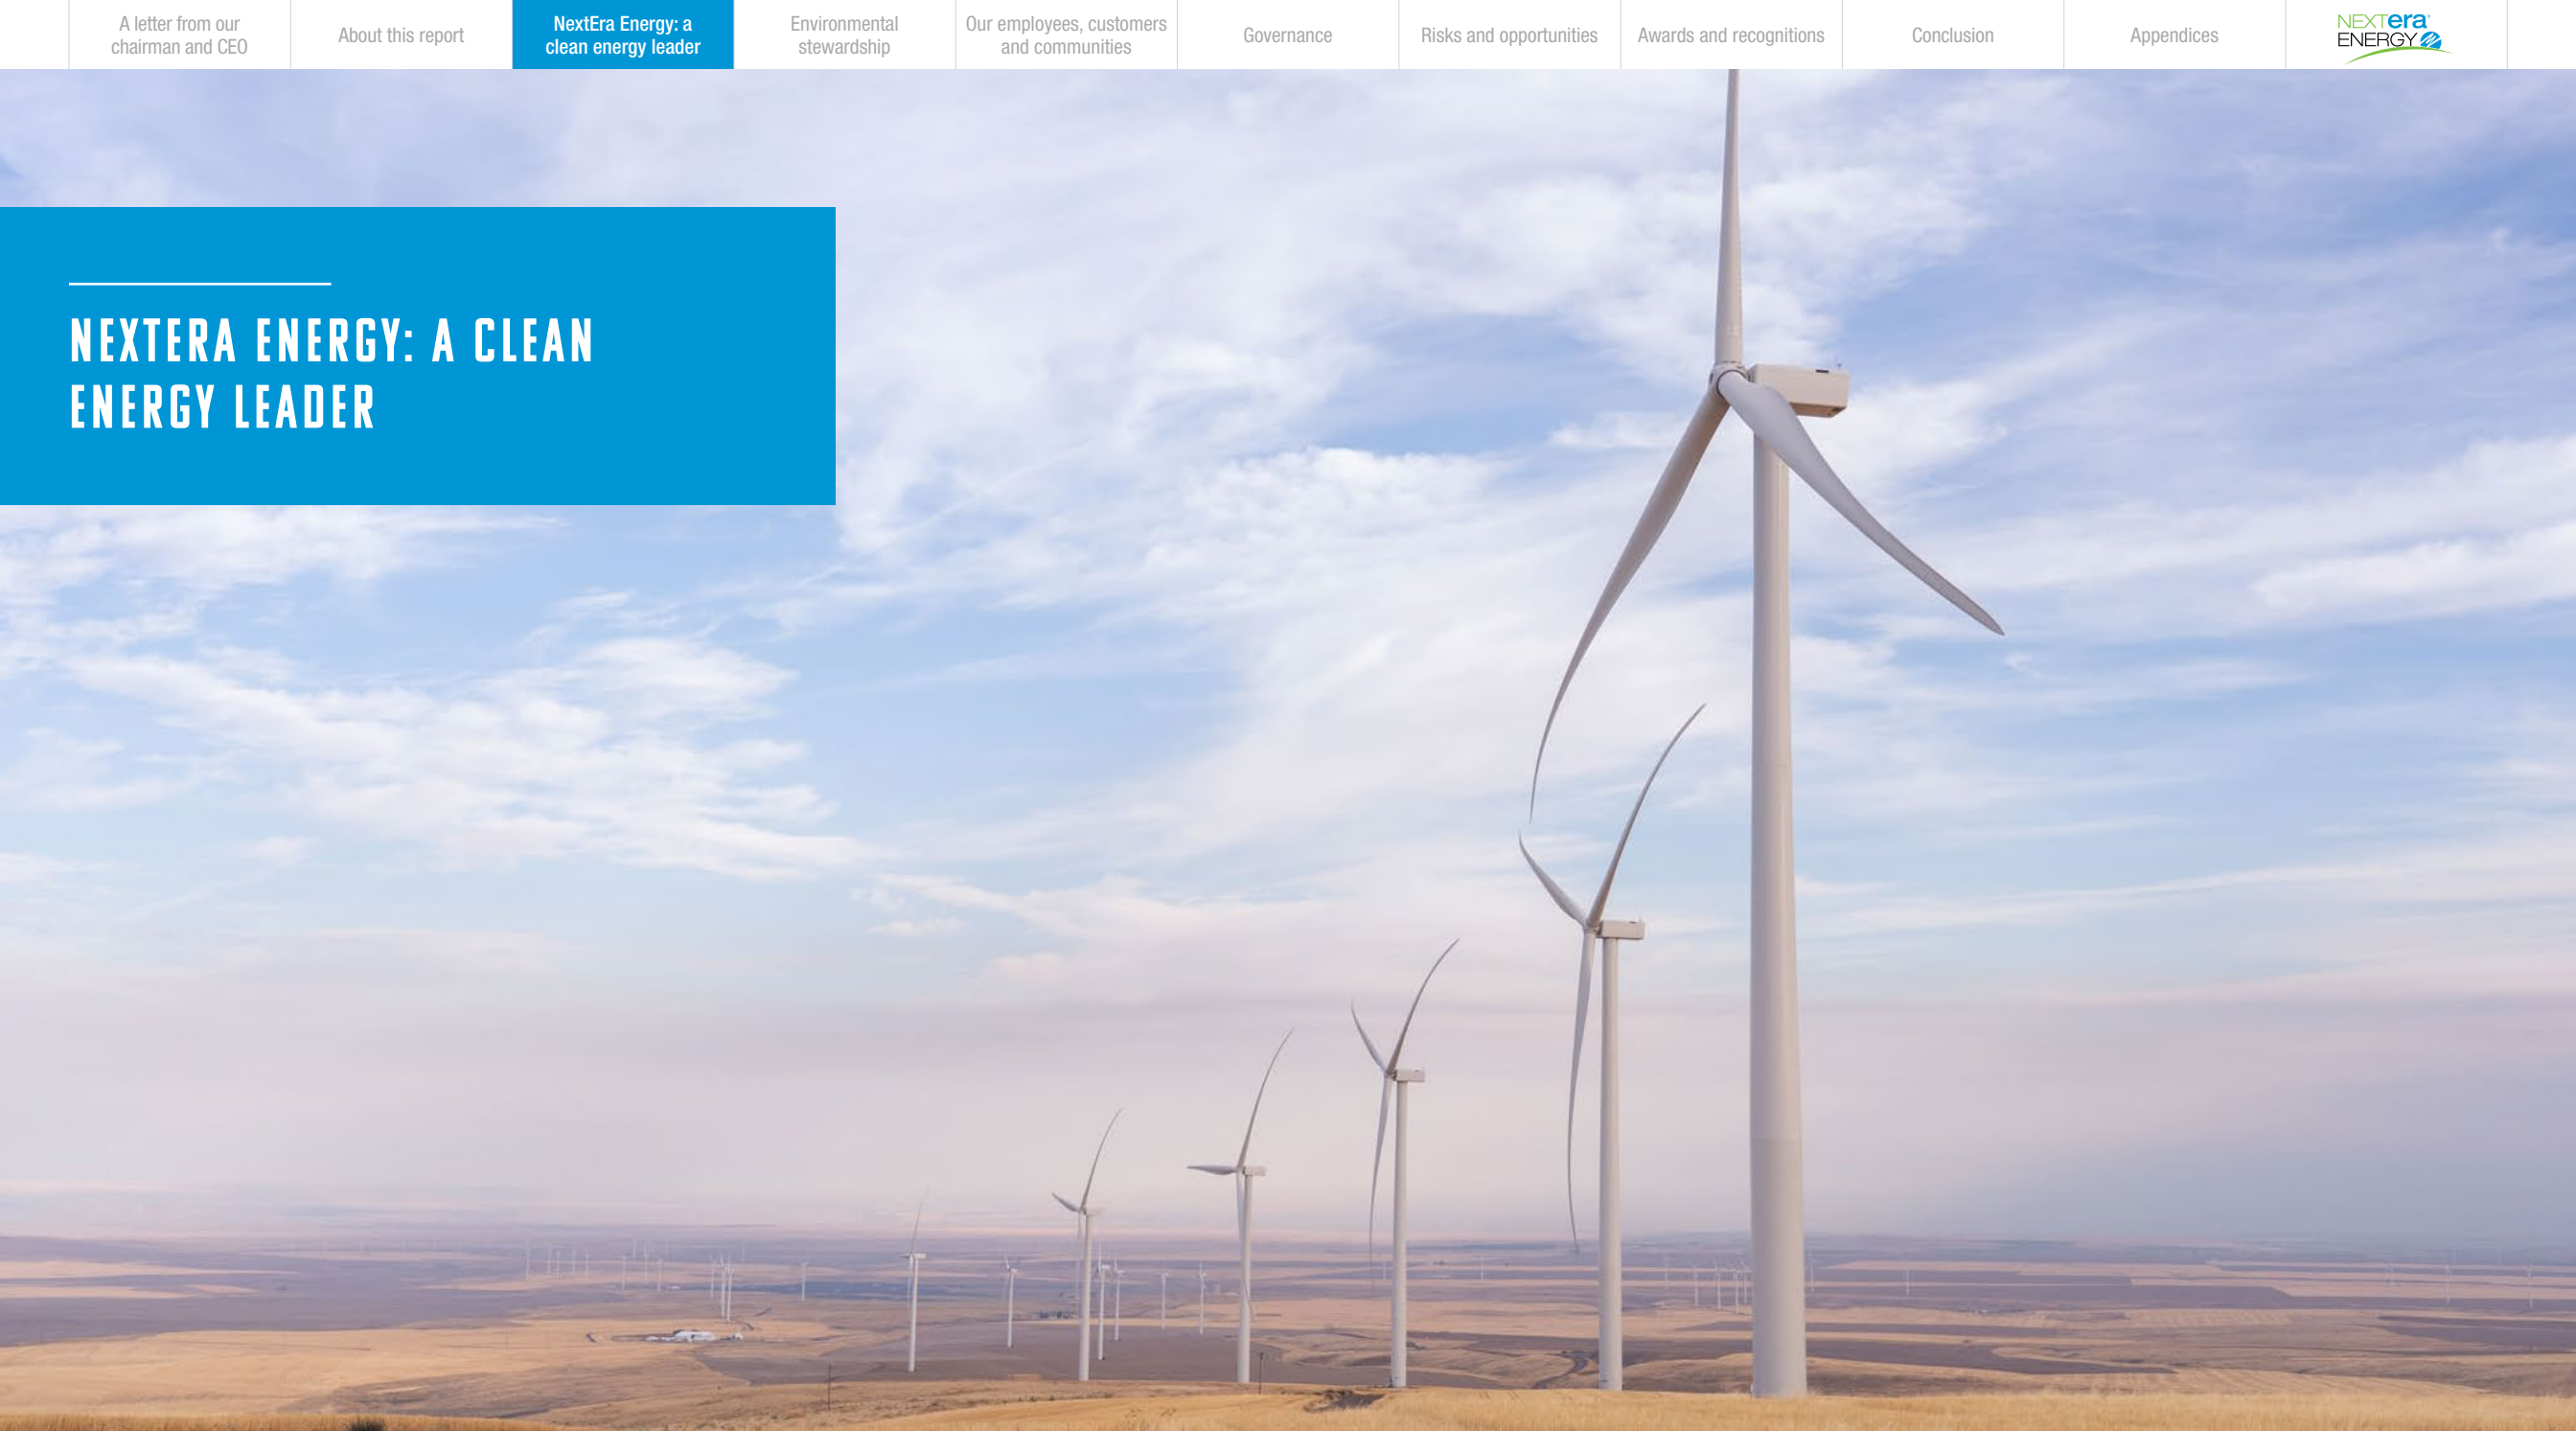 A letter from our
chairman and CEO
About this report
NextEra Energy: a
clean energy leader
Environmental
stewardship
Our employees, customers
and communities
Governance
Risks and opportunities
Awards and recognitions
Conclusion
Appendices
NEXTera®
ENERGY
NEXTERA ENERGY: A CLEAN
ENERGY LEADER